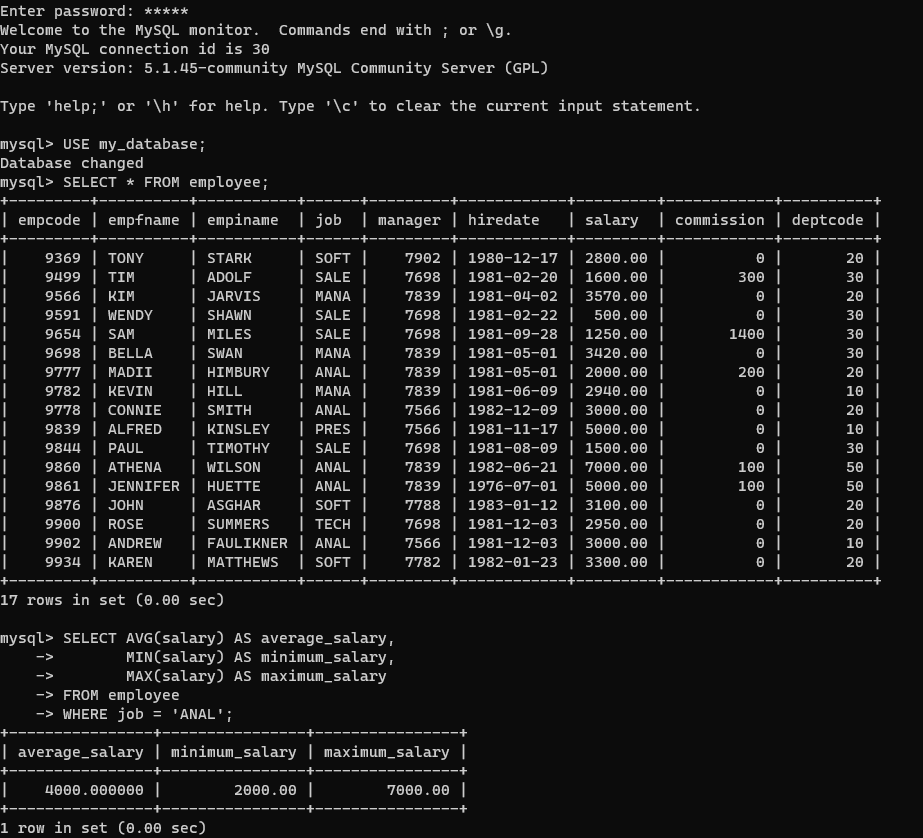 Enter password: *****
Welcome to the MySQL monitor.  Commands end with ; or \g.
Your MySQL connection id is 30
Server version: 5.1.45-community MySQL Community Server (GPL)

Type 'help;' or '\h' for help. Type '\c' to clear the current input statement.

mysql> USE my_database;
Database changed
mysql> SELECT * FROM employee;
+---------+----------+-----------+------+---------+------------+---------+------------+----------+
| empcode | empfname | empiname  | job  | manager | hiredate   | salary  | commission | deptcode |
+---------+----------+-----------+------+---------+------------+---------+------------+----------+
|    9369 | TONY     | STARK     | SOFT |    7902 | 1980-12-17 | 2800.00 |          0 |       20 |
|    9499 | TIM      | ADOLF     | SALE |    7698 | 1981-02-20 | 1600.00 |        300 |       30 |
|    9566 | KIM      | JARVIS    | MANA |    7839 | 1981-04-02 | 3570.00 |          0 |       20 |
|    9591 | WENDY    | SHAWN     | SALE |    7698 | 1981-02-22 |  500.00 |          0 |       30 |
|    9654 | SAM      | MILES     | SALE |    7698 | 1981-09-28 | 1250.00 |       1400 |       30 |
|    9698 | BELLA    | SWAN      | MANA |    7839 | 1981-05-01 | 3420.00 |          0 |       30 |
|    9777 | MADII    | HIMBURY   | ANAL |    7839 | 1981-05-01 | 2000.00 |        200 |       20 |
|    9782 | KEVIN    | HILL      | MANA |    7839 | 1981-06-09 | 2940.00 |          0 |       10 |
|    9778 | CONNIE   | SMITH     | ANAL |    7566 | 1982-12-09 | 3000.00 |          0 |       20 |
|    9839 | ALFRED   | KINSLEY   | PRES |    7566 | 1981-11-17 | 5000.00 |          0 |       10 |
|    9844 | PAUL     | TIMOTHY   | SALE |    7698 | 1981-08-09 | 1500.00 |          0 |       30 |
|    9860 | ATHENA   | WILSON    | ANAL |    7839 | 1982-06-21 | 7000.00 |        100 |       50 |
|    9861 | JENNIFER | HUETTE    | ANAL |    7839 | 1976-07-01 | 5000.00 |        100 |       50 |
|    9876 | JOHN     | ASGHAR    | SOFT |    7788 | 1983-01-12 | 3100.00 |          0 |       20 |
|    9900 | ROSE     | SUMMERS   | TECH |    7698 | 1981-12-03 | 2950.00 |          0 |       20 |
|    9902 | ANDREW   | FAULIKNER | ANAL |    7566 | 1981-12-03 | 3000.00 |          0 |       10 |
|    9934 | KAREN    | MATTHEWS  | SOFT |    7782 | 1982-01-23 | 3300.00 |          0 |       20 |
+---------+----------+-----------+------+---------+------------+---------+------------+----------+
17 rows in set (0.00 sec)

mysql> SELECT AVG(salary) AS average_salary,
    ->        MIN(salary) AS minimum_salary,
    ->        MAX(salary) AS maximum_salary
    -> FROM employee
    -> WHERE job = 'ANAL';
+----------------+----------------+----------------+
| average_salary | minimum_salary | maximum_salary |
+----------------+----------------+----------------+
|    4000.000000 |        2000.00 |        7000.00 |
+----------------+----------------+----------------+
1 row in set (0.00 sec)